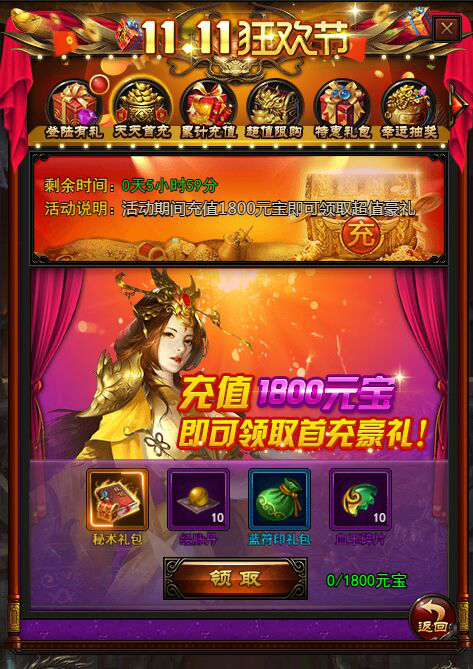 11.11狂欢节
登陆有礼 天天首充 累计充值 超值限购 特惠礼包 幸运抽奖
剩余时间：0天5小时59分
活动说明：活动期间充值1800元宝即可领取超值豪礼
充
充值1800元宝
即可领取首充豪礼！
10 10
秘术礼包 经脉丹 蓝符印礼包 血玉碎片
领取 0/1800元宝
返回